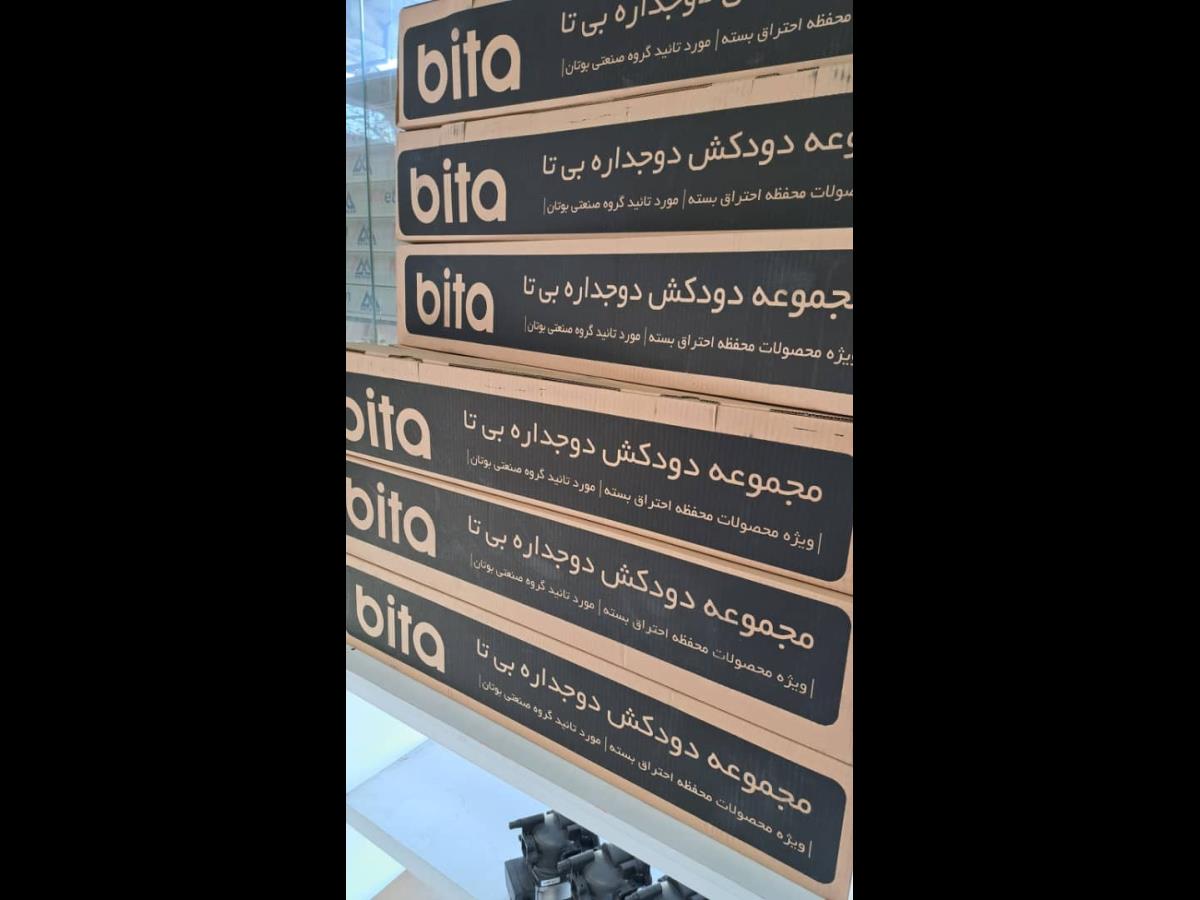 bita
دوجداره بی تا
محفظه احتراق بسته | مورد تائید گروه صنعتی بوتان |
bita
دودکش دوجداره بی تا
محفظه احتراق بسته | مورد تائید گروه صنعتی بوتان |
bita
دودکش دوجداره بی تا
محصولات محفظه احتراق بسته | مورد تائید گروه صنعتی بوتان |
bita
مجموعه دودکش دوجداره بی تا
| ویژه محصولات محفظه احتراق بسته | مورد تائید گروه صنعتی بوتان |
bita
مجموعه دودکش دوجداره بی تا
| ویژه محصولات محفظه احتراق بسته | مورد تائید گروه صنعتی بوتان |
bita
مجموعه دودکش دوجداره بی تا
| ویژه محصولات محفظه احتراق بسته | مورد تائید گروه صنعتی بوتان |